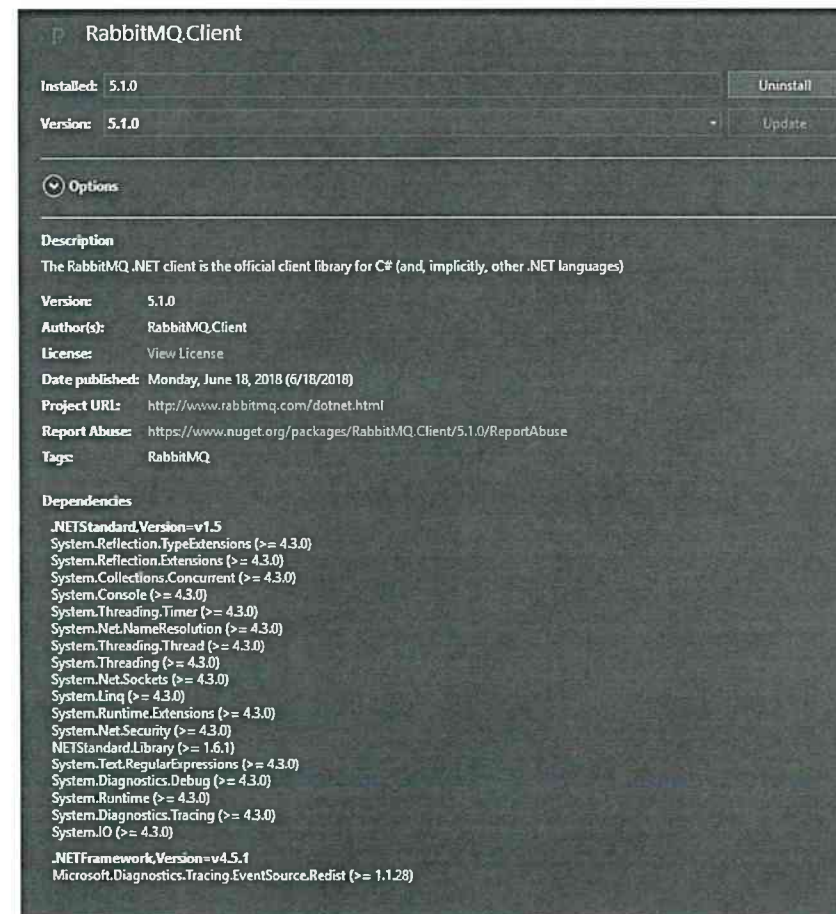 RabbitMQ.Client
Installed: 5.1.0
Uninstall
Version: 5.1.0
Update
Options
Description
The RabbitMQ .NET client is the official client library for C# (and, implicitly, other .NET languages)
Version: 5.1.0
Author(s): RabbitMQ.Client
License: View License
Date published: Monday, June 18, 2018 (6/18/2018)
Project URL: http://www.rabbitmq.com/dotnet.html
Report Abuse: https://www.nuget.org/packages/RabbitMQ.Client/5.1.0/ReportAbuse
Tags: RabbitMQ
Dependencies
.NETStandard,Version=v1.5
System.Reflection.TypeExtensions (>= 4.3.0)
System.Reflection.Extensions (>= 4.3.0)
System.Collections.Concurrent (>= 4.3.0)
System.Console (>= 4.3.0)
System.Threading.Timer (>= 4.3.0)
System.Net.NameResolution (>= 4.3.0)
System.Threading.Thread (>= 4.3.0)
System.Threading (>= 4.3.0)
System.Net.Sockets (>= 4.3.0)
System.Linq (>= 4.3.0)
System.Runtime.Extensions (>= 4.3.0)
System.Net.Security (>= 4.3.0)
NETStandard.Library (>= 1.6.1)
System.Text.RegularExpressions (>= 4.3.0)
System.Diagnostics.Debug (>= 4.3.0)
System.Runtime (>= 4.3.0)
System.Diagnostics.Tracing (>= 4.3.0)
System.IO (>= 4.3.0)
.NETFramework,Version=v4.5.1
Microsoft.Diagnostics.Tracing.EventSource.Redist (>= 1.1.28)